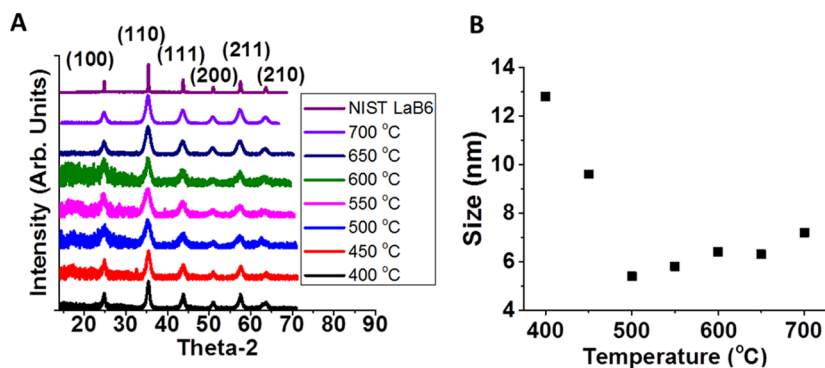 A
(110)
(100)
(111)
(211)
(200)
(210)
Intensity (Arb. Units)
NIST LaB6
700 °C
650 °C
600 °C
550 °C
500 °C
450 °C
400 °C
20 30 40 50 60 70 80 90
Theta-2
B
14
12
10
8
6
4
Size (nm)
400 500 600 700
Temperature (°C)